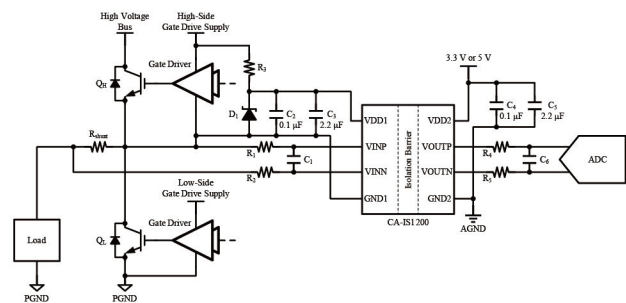 High Voltage
Bus
High-Side
Gate Drive Supply
Gate Driver
QH
R3
D1
C2
0.1 μF
C3
2.2 μF
3.3 V or 5 V
C4
0.1 μF
C5
2.2 μF
VDD1
VINP
VINN
GND1
Isolation Barrier
VDD2
VOUTP
VOUTN
GND2
CA-IS1200
Rshunt
R1
R2
C1
R4
R5
C6
ADC
AGND
Low-Side
Gate Drive Supply
Gate Driver
QL
Load
PGND
PGND